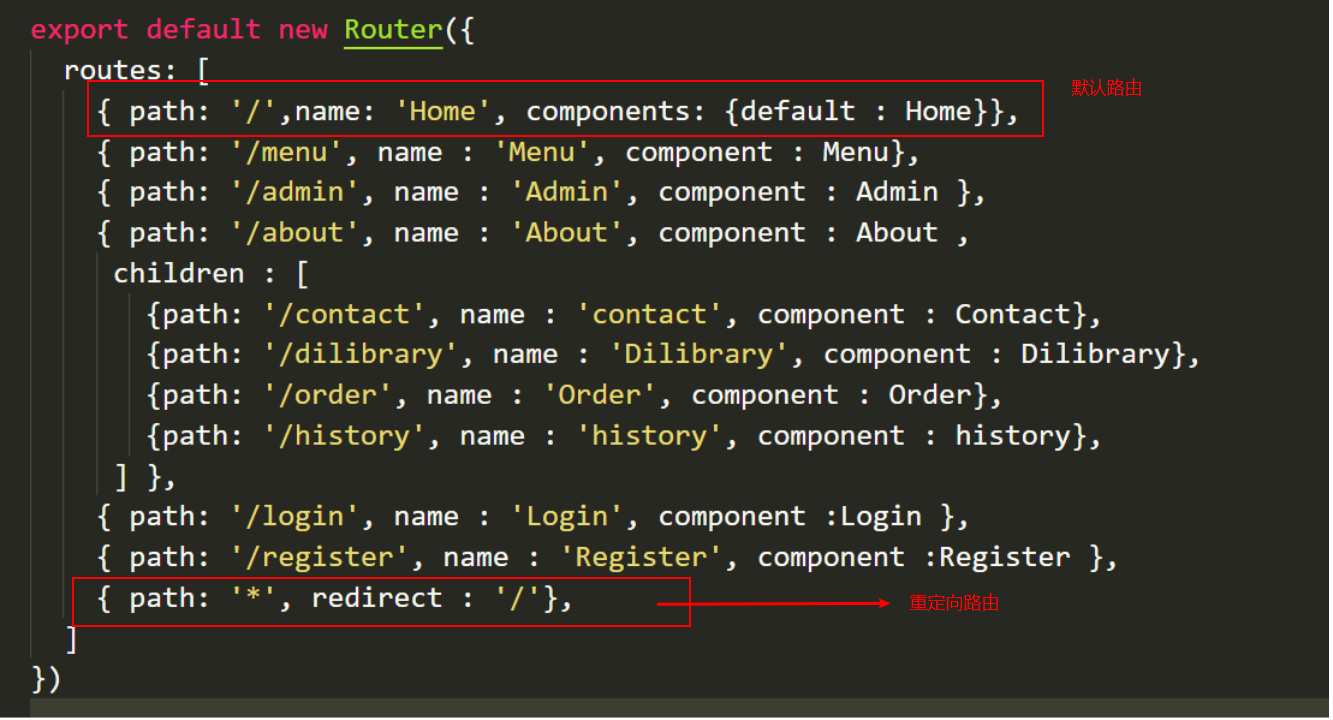 export default new Router({
routes: [
{ path: '/',name: 'Home', components: {default : Home}},
默认路由
{ path: '/menu', name : 'Menu', component : Menu},
{ path: '/admin', name : 'Admin', component : Admin },
{ path: '/about', name : 'About', component : About ,
children : [
{path: '/contact', name : 'contact', component : Contact},
{path: '/dilibrary', name : 'Dilibrary', component : Dilibrary},
{path: '/order', name : 'Order', component : Order},
{path: '/history', name : 'history', component : history},
] },
{ path: '/login', name : 'Login', component :Login },
{ path: '/register', name : 'Register', component :Register },
{ path: '*', redirect : '/'},
重定向路由
]
})